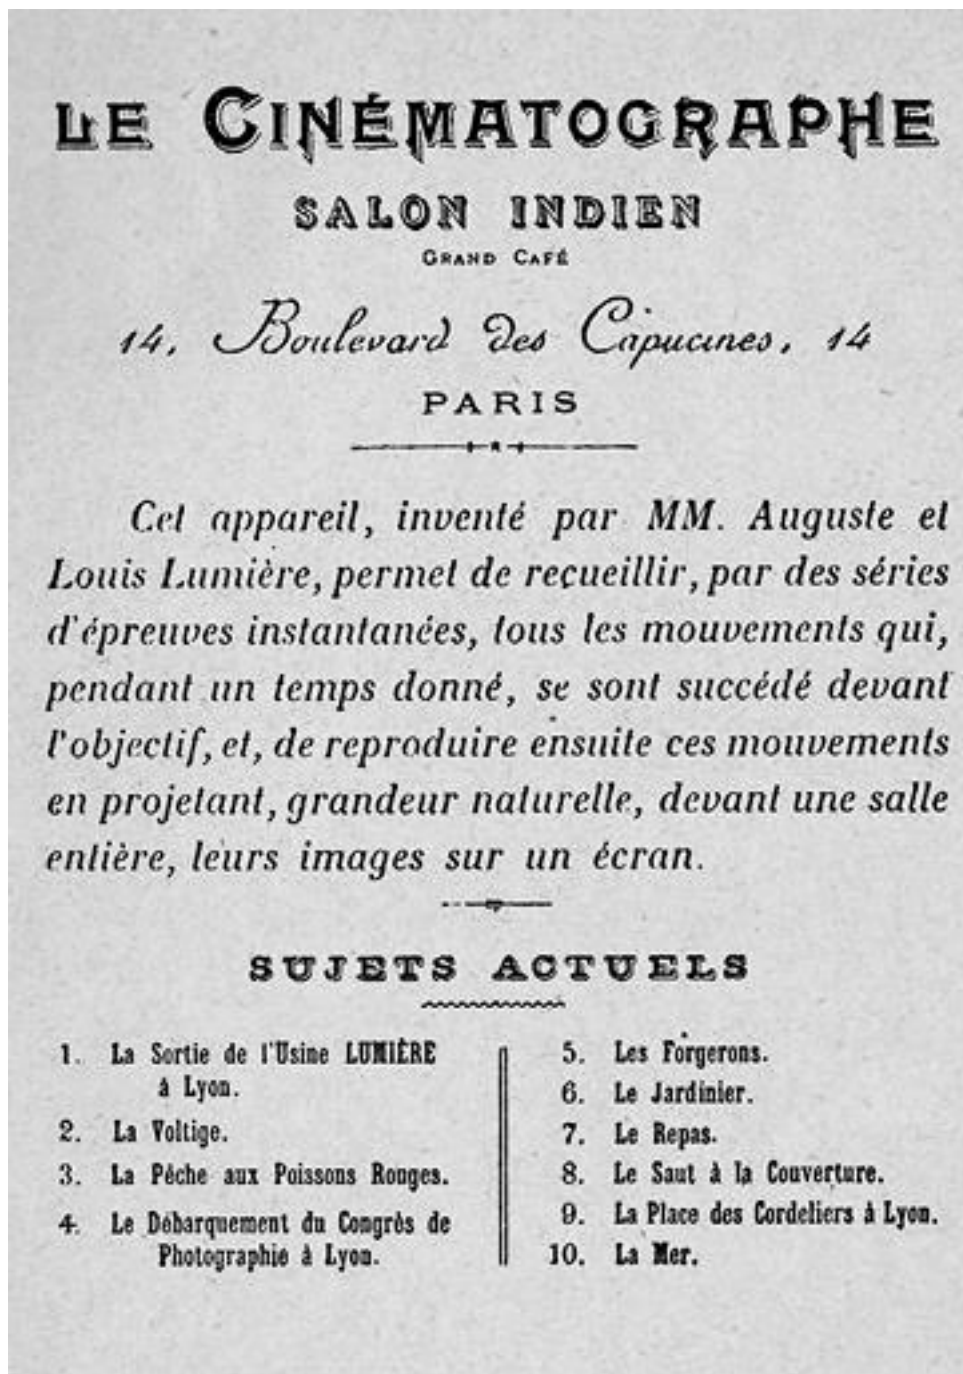 LE CINÉMATOGRAPHE
SALON INDIEN
GRAND CAFÉ
14, Boulevard des Capucines, 14
PARIS
Cet appareil, inventé par MM. Auguste et
Louis Lumière, permet de recueillir, par des séries
d'épreuves instantanées, tous les mouvements qui,
pendant un temps donné, se sont succédé devant
l'objectif, et, de reproduire ensuite ces mouvements
en projetant, grandeur naturelle, devant une salle
entière, leurs images sur un écran.
SUJETS ACTUELS
1. La Sortie de l'Usine LUMIÈRE
à Lyon.
2. La Voltige.
3. La Pêche aux Poissons Rouges.
4. Le Débarquement du Congrès de
Photographie à Lyon.
5. Les Forgerons.
6. Le Jardinier.
7. Le Repas.
8. Le Saut à la Couverture.
9. La Place des Cordeliers à Lyon.
10. La Mer.